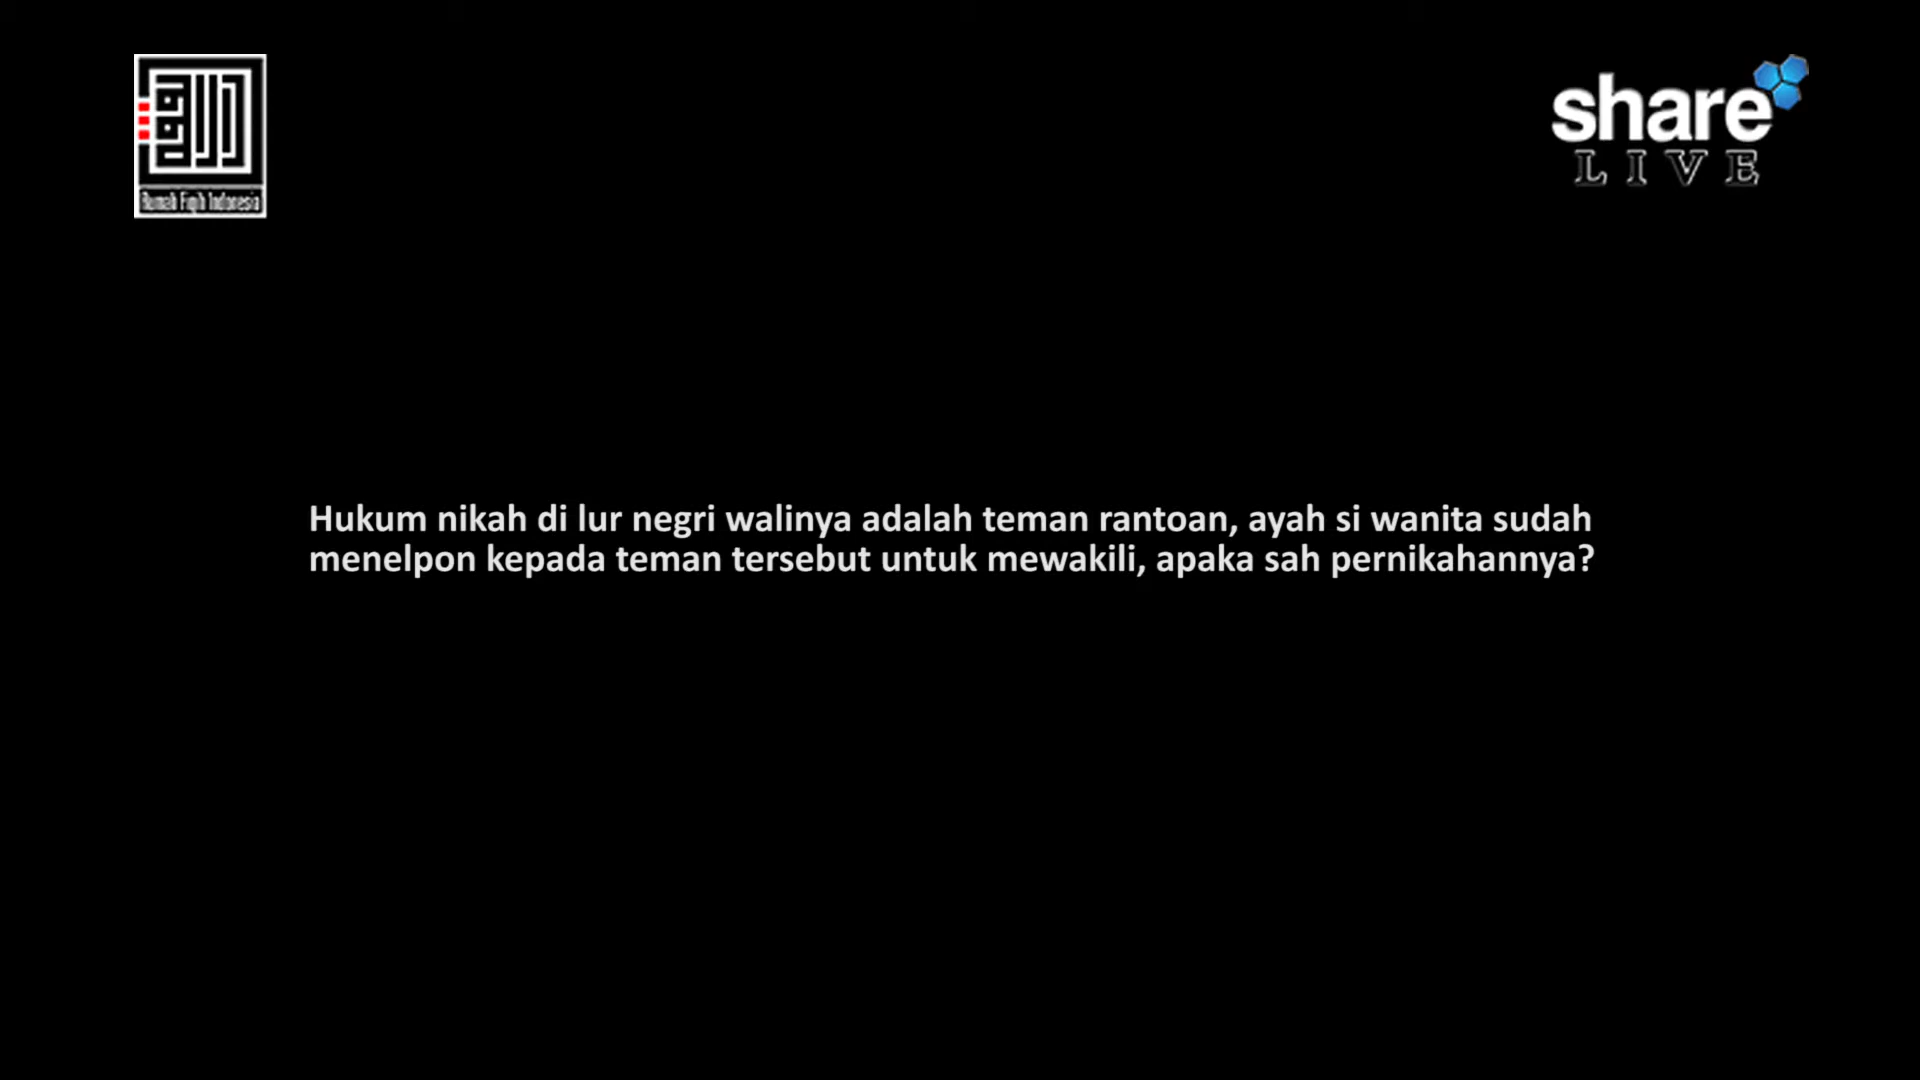 Rumah Fiqih Indonesia
share
LIVE
Hukum nikah di lur negri walinya adalah teman rantoan, ayah si wanita sudah
menelpon kepada teman tersebut untuk mewakili, apaka sah pernikahannya?